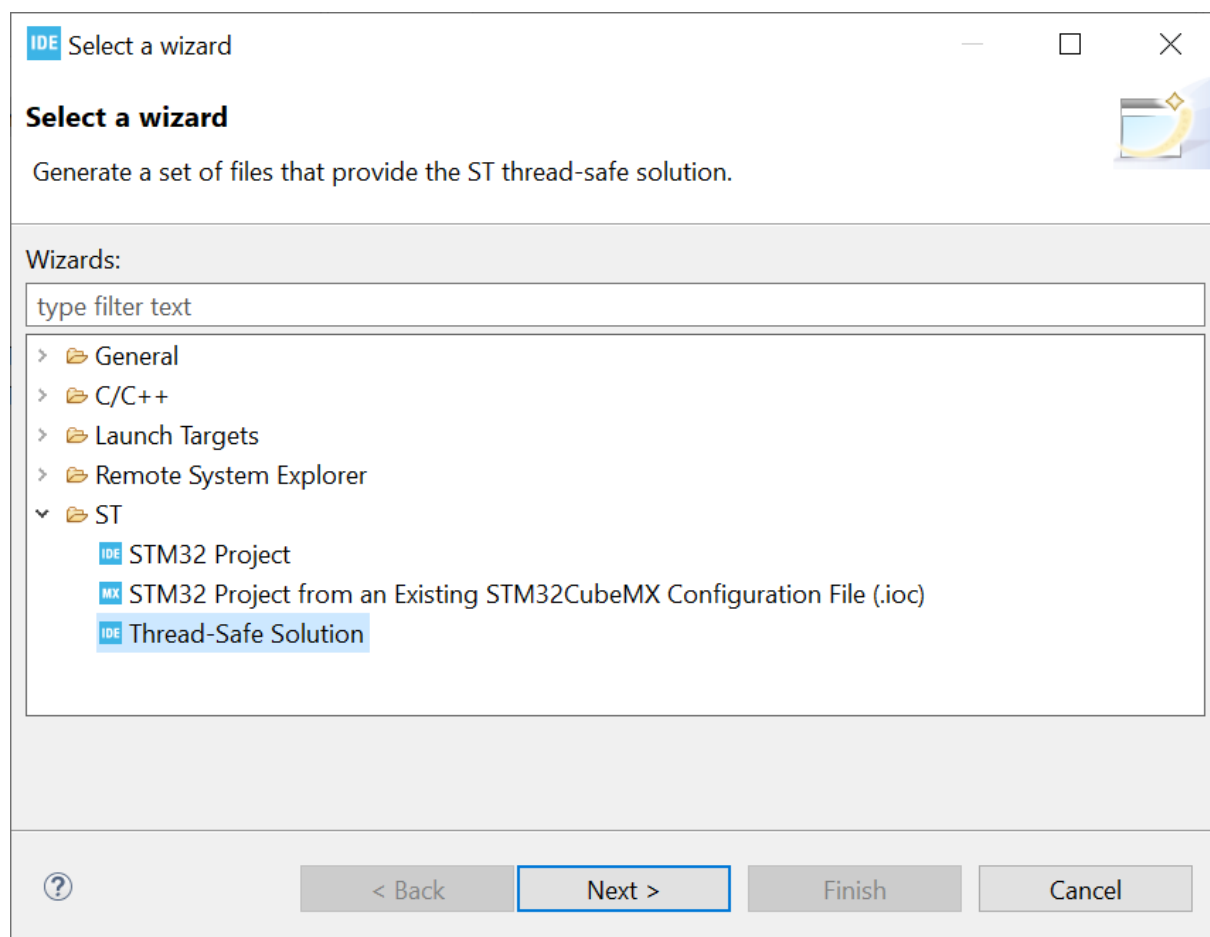 IDE Select a wizard
Select a wizard
Generate a set of files that provide the ST thread-safe solution.
Wizards:
type filter text
General
C/C++
Launch Targets
Remote System Explorer
ST
IDE STM32 Project
MX STM32 Project from an Existing STM32CubeMX Configuration File (.ioc)
IDE Thread-Safe Solution
? < Back Next > Finish Cancel